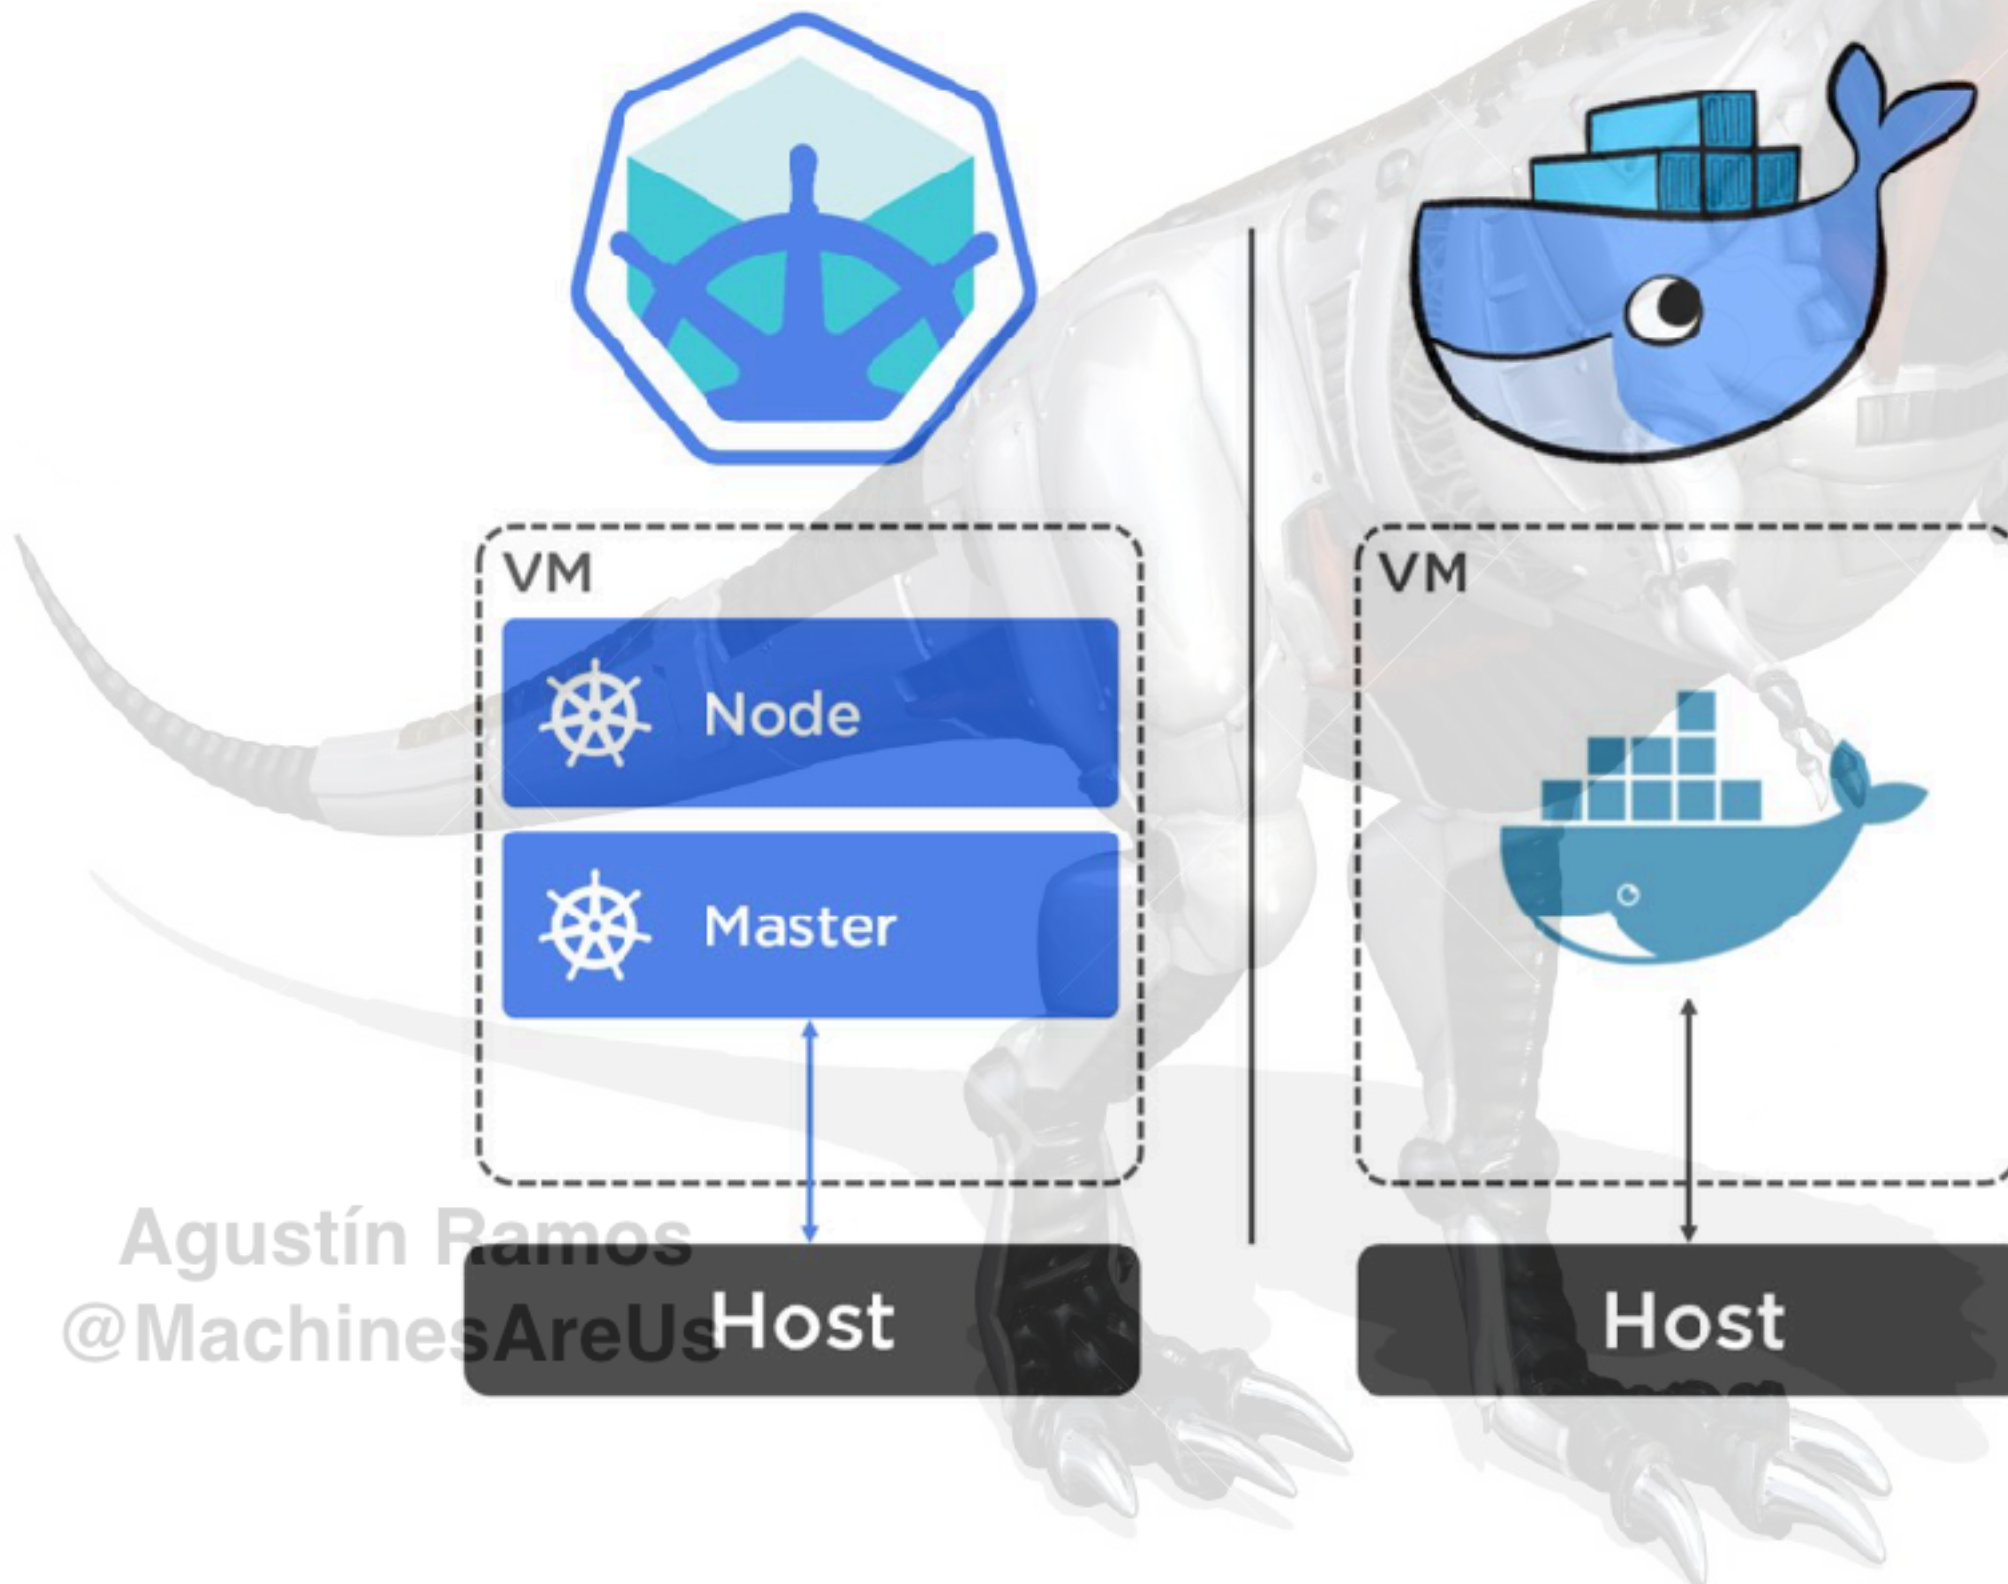 VM
Node
Master
Host
VM
Host
Agustín Ramos
@MachinesAreUs